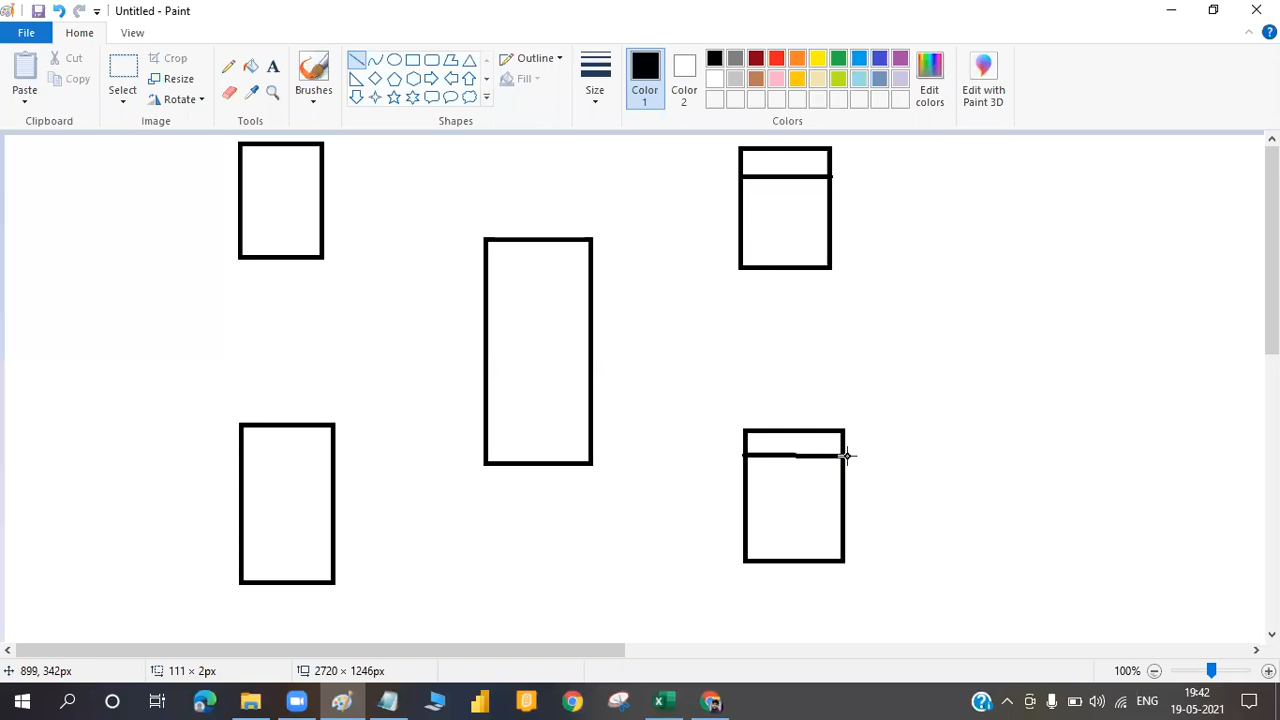 Untitled - Paint
File
Home
View
Paste
Cut
Copy
Clipboard
Select
Crop
Resize
Rotate
Image
Tools
A
Brushes
Shapes
Outline
Fill
Size
Color 1
Color 2
Colors
Edit colors
Edit with Paint 3D
899, 342px
111 × 2px
2720 × 1246px
100%
ENG
19:42
19-05-2021